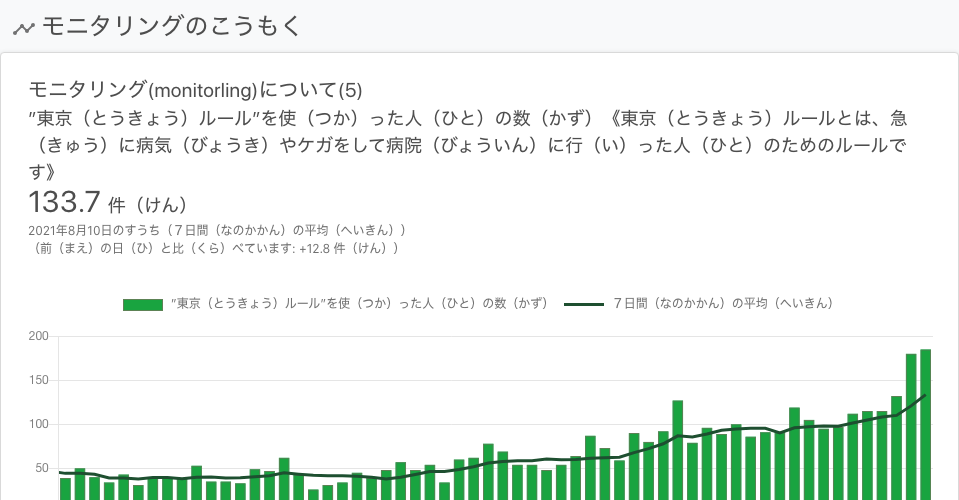 モニタリングのこうもく
モニタリング(monitorling)について(5)
”東京（とうきょう）ルール”を使（つか）った人（ひと）の数（かず）《東京（とうきょう）ルールとは、急
（きゅう）に病気（びょうき）やケガをして病院（びょういん）に行（い）った人（ひと）のためのルールで
す》
133.7 件（けん）
2021年8月10日のすうち（７日間（なのかかん）の平均（へいきん））
（前（まえ）の日（ひ）と比（くら）べています: +12.8 件（けん））
”東京（とうきょう）ルール”を使（つか）った人（ひと）の数（かず） ７日間（なのかかん）の平均（へいきん）
200
150
100
50